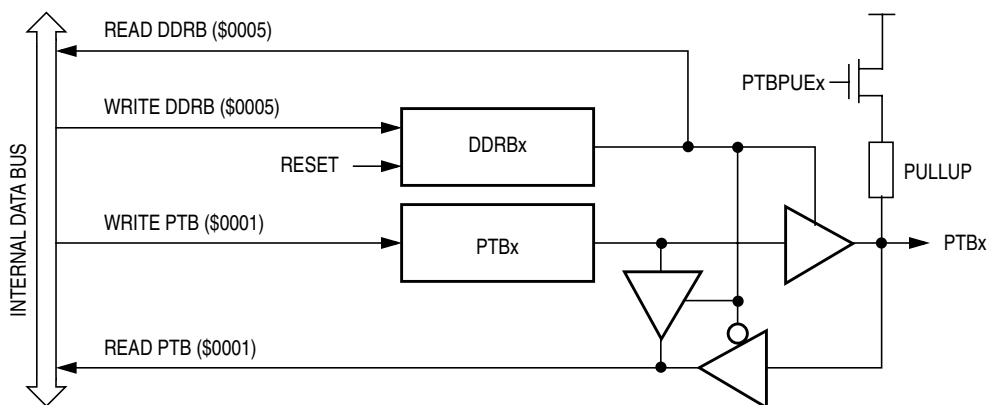 READ DDRB ($0005)
PTBPUEx
WRITE DDRB ($0005)
DDRBx
RESET
PULLUP
INTERNAL DATA BUS
WRITE PTB ($0001)
PTBx
PTBx
READ PTB ($0001)